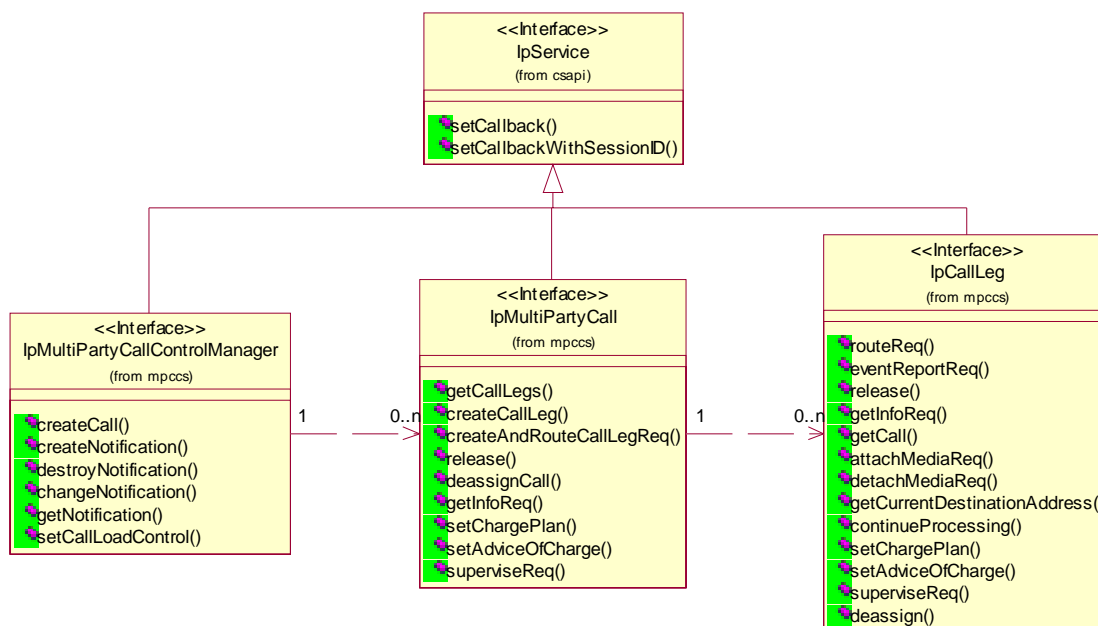 <<Interface>>
IpService
(from csapi)
setCallback()
setCallbackWithSessionID()
<<Interface>>
IpMultiPartyCallControlManager
(from mpccs)
createCall()
createNotification()
destroyNotification()
changeNotification()
getNotification()
setCallLoadControl()
1
0..n
<<Interface>>
IpMultiPartyCall
(from mpccs)
getCallLegs()
createCallLeg()
createAndRouteCallLegReq()
release()
deassignCall()
getInfoReq()
setChargePlan()
setAdviceOfCharge()
superviseReq()
1
0..n
<<Interface>>
IpCallLeg
(from mpccs)
routeReq()
eventReportReq()
release()
getInfoReq()
getCall()
attachMediaReq()
detachMediaReq()
getCurrentDestinationAddress(
continueProcessing()
setChargePlan()
setAdviceOfCharge()
superviseReq()
deassign()